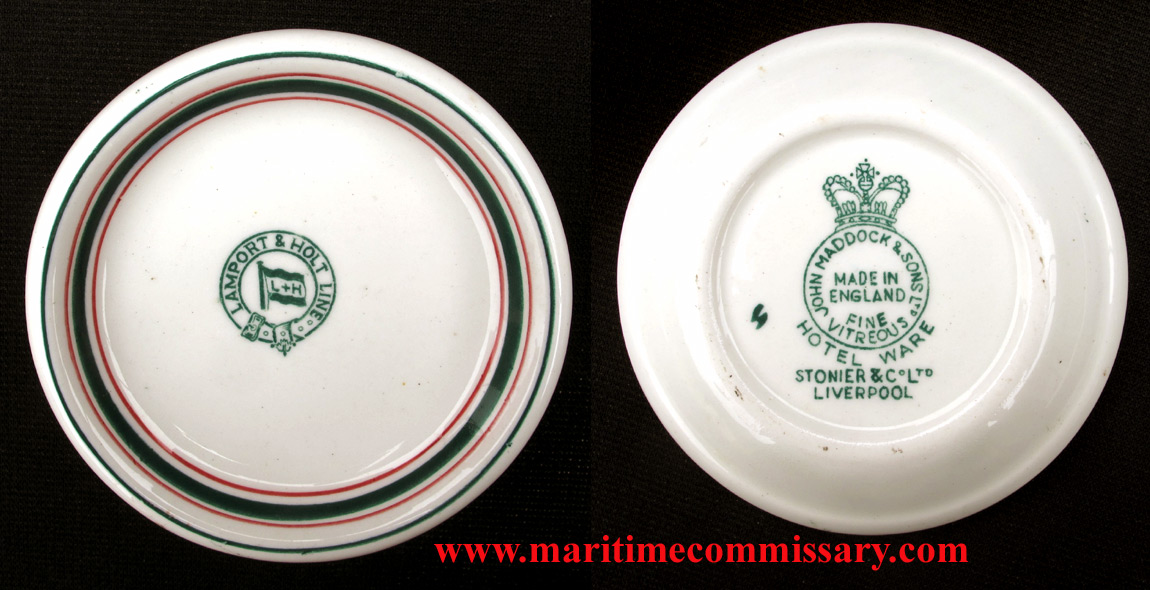 LAMPORT & HOLT LINE
L+H
JOHN MADDOCK & SONS LTD
MADE IN
ENGLAND
FINE
VITREOUS
HOTEL WARE
STONIER & Co LTD
LIVERPOOL
www.maritimecommissary.com